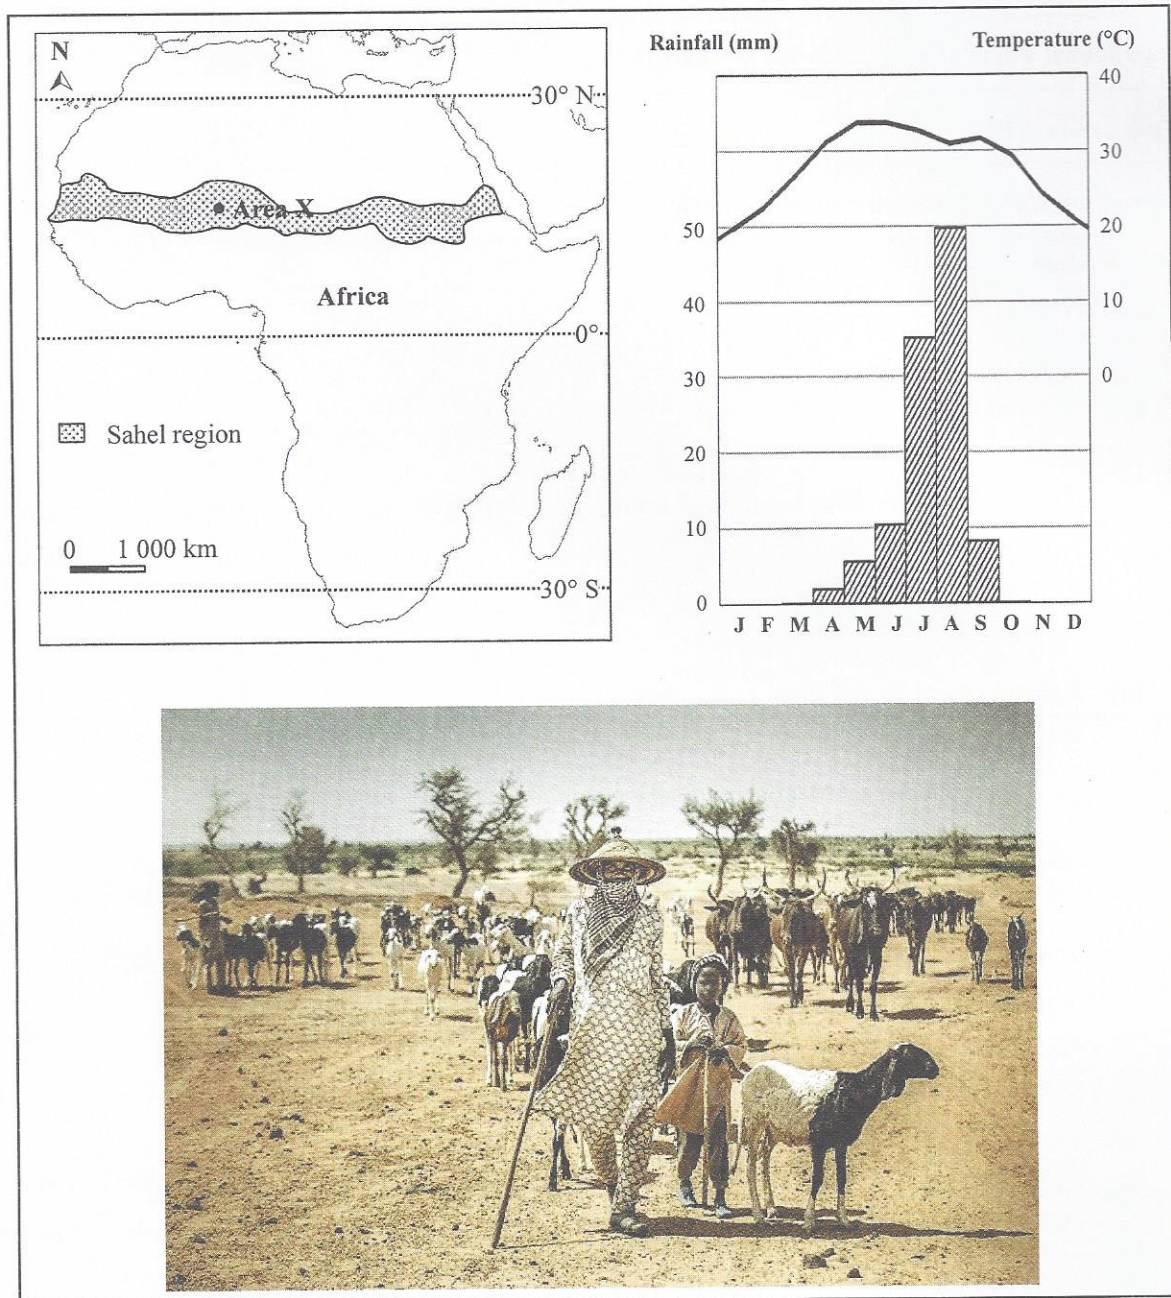 N
30° N
Area X
Africa
0°
Sahel region
0 1 000 km
30° S
Rainfall (mm) Temperature (°C)
40
30
50 20
40 10
30 0
20
10
0
J F M A M J J A S O N D